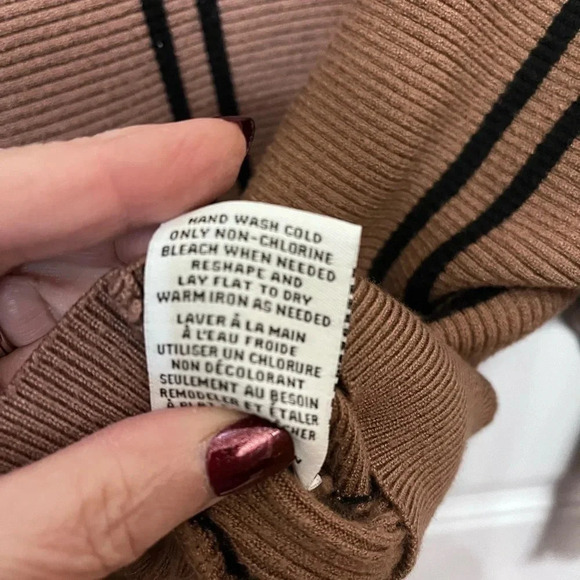 HAND WASH COLD
ONLY NON-CHLORINE
BLEACH WHEN NEEDED
RESHAPE AND
LAY FLAT TO DRY
WARM IRON AS NEEDED
LAVER À LA MAIN
À L'EAU FROIDE
UTILISER UN CHLORURE
NON DÉCOLORANT
SEULEMENT AU BESOIN
REMODELER ET ÉTALER
À